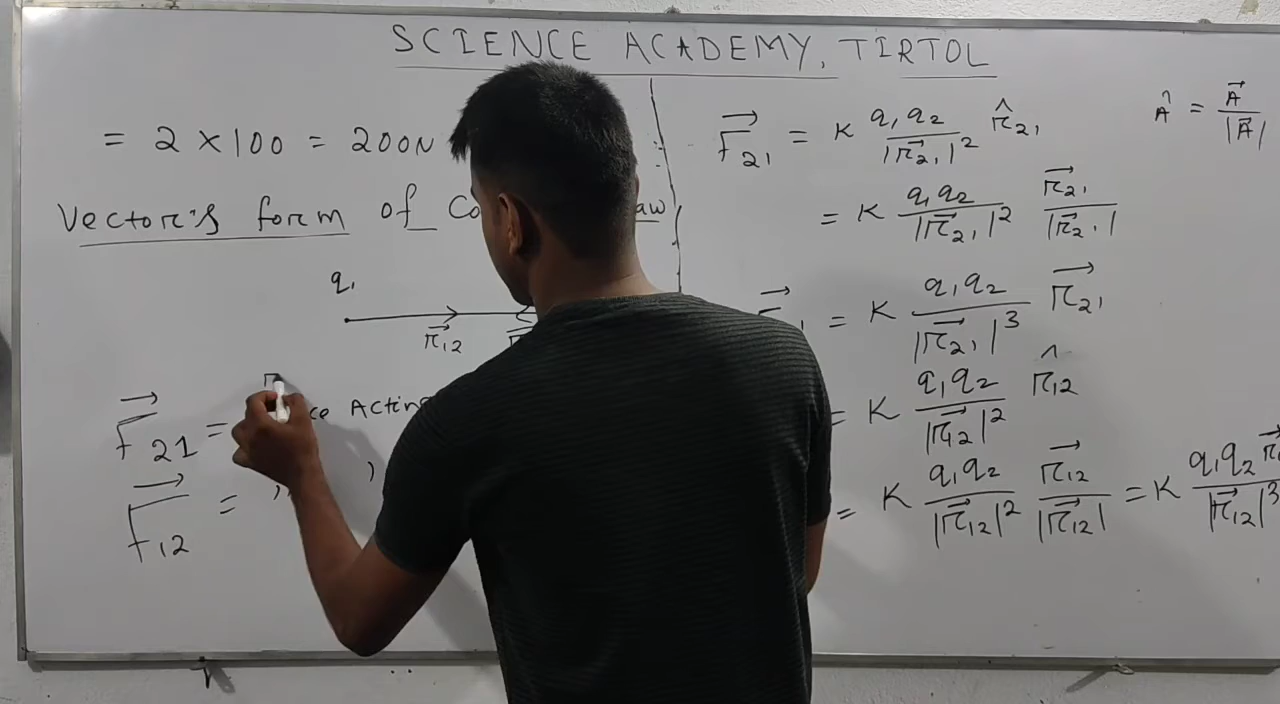 SCIENCE ACADEMY, TIRTOL
= 2 × 100 = 200N
Vector's form of
q₁
r⃗₁₂
F⃗₂₁ = Acting
F⃗₁₂ = ,, ,
F⃗₂₁ = K q₁q₂/|r⃗₂₁|² r̂₂₁
= K q₁q₂/|r⃗₂₁|² r⃗₂₁/|r⃗₂₁|
= K q₁q₂/|r⃗₂₁|³ r⃗₂₁
= K q₁q₂/|r⃗₁₂|² r̂₁₂
= K q₁q₂/|r⃗₁₂|² r⃗₁₂/|r⃗₁₂| = K q₁q₂ r⃗/|r⃗₁₂|³
Â = A⃗/|A⃗|